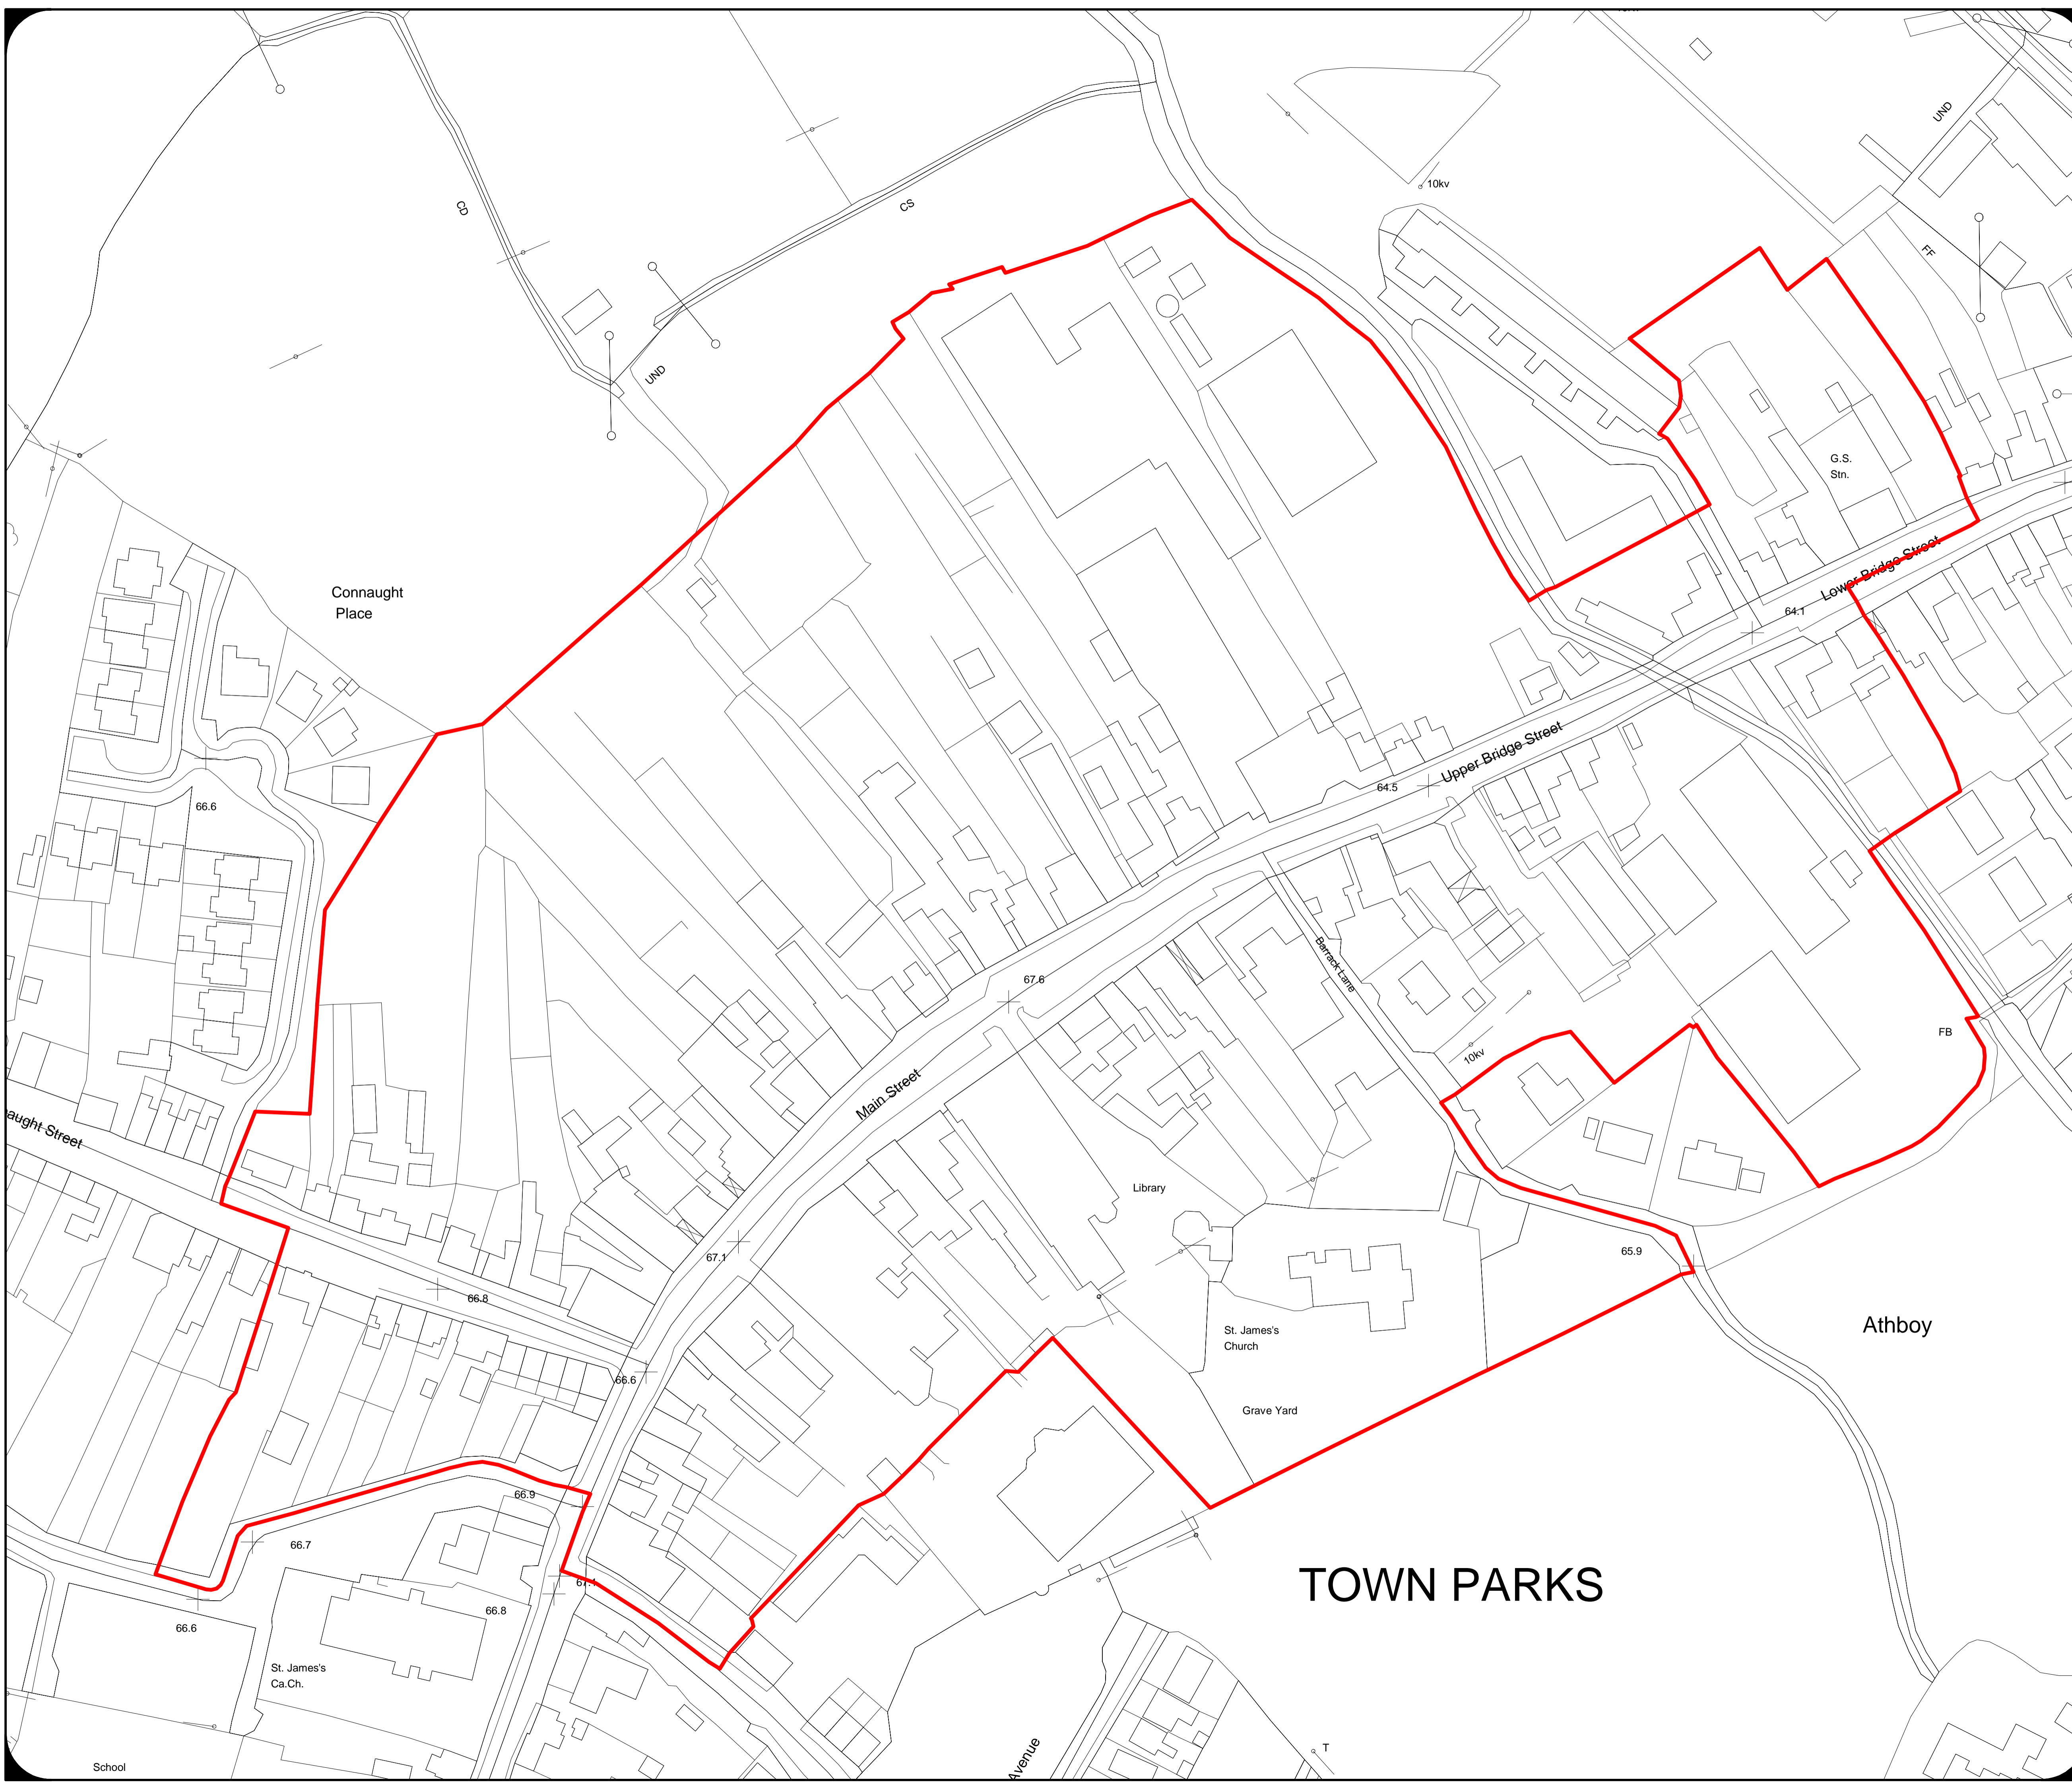 UND
10kv
CD
CS
FF
UND
G.S.
Stn.
Lower Bridge Street
Connaught
Place
64.1
Upper Bridge Street
64.5
66.6
Barrack Lane
67.6
FB
10kv
Main Street
aught Street
Library
65.9
67.1
66.8
St. James's
Church
Athboy
66.6
Grave Yard
66.9
66.7
67.1
TOWN PARKS
66.8
66.6
St. James's
Ca.Ch.
Avenue
T
School